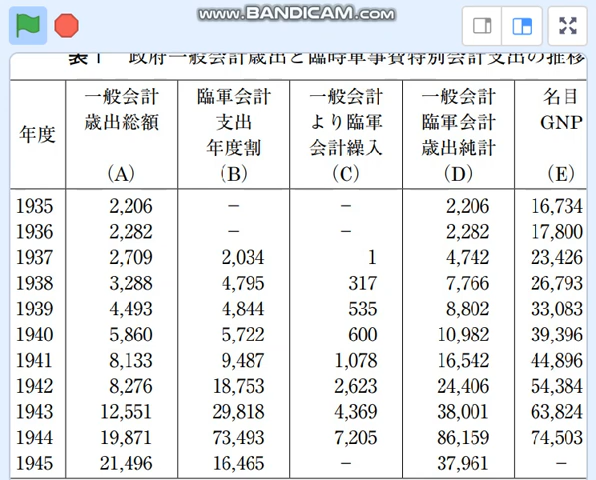 www.BANDICAM.com
表1 政府一般会計歳出と臨時軍事費特別会計支出の推移
年度 一般会計歳出総額(A) 臨軍会計支出年度割(B) 一般会計より臨軍会計繰入(C) 一般会計臨軍会計歳出純計(D) 名目GNP(E)
1935 2,206 − − 2,206 16,734
1936 2,282 − − 2,282 17,800
1937 2,709 2,034 1 4,742 23,426
1938 3,288 4,795 317 7,766 26,793
1939 4,493 4,844 535 8,802 33,083
1940 5,860 5,722 600 10,982 39,396
1941 8,133 9,487 1,078 16,542 44,896
1942 8,276 18,753 2,623 24,406 54,384
1943 12,551 29,818 4,369 38,001 63,824
1944 19,871 73,493 7,205 86,159 74,503
1945 21,496 16,465 − 37,961 −